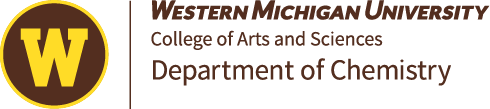 W
WESTERN MICHIGAN UNIVERSITY
College of Arts and Sciences
Department of Chemistry